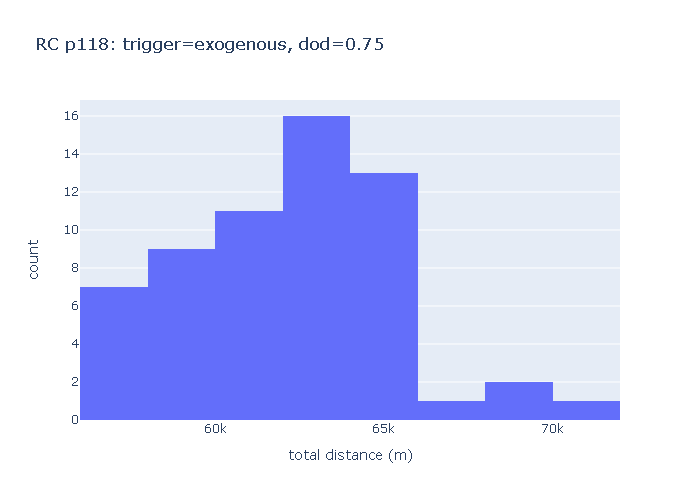 RC p118: trigger=exogenous, dod=0.75
16
14
12
10
8
6
4
2
0
count
60k
65k
70k
total distance (m)